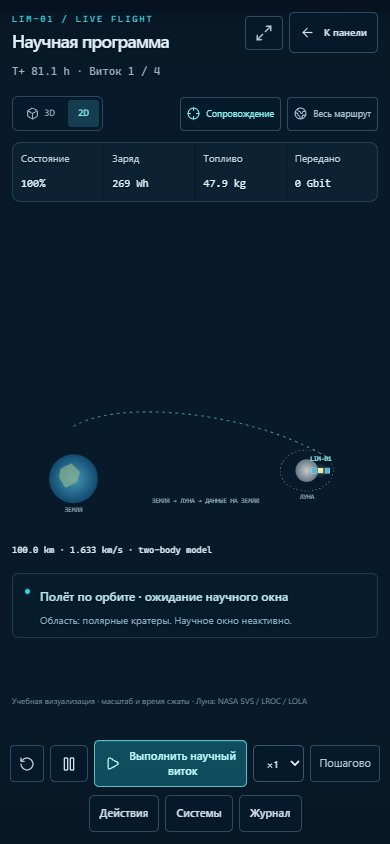 LIM-01 / LIVE FLIGHT
Научная программа
К панели
T+ 81.1 h · Виток 1 / 4
3D
2D
Сопровождение
Весь маршрут
Состояние
Заряд
Топливо
Передано
100%
269 Wh
47.9 kg
0 Gbit
LIM-01
ЗЕМЛЯ → ЛУНА → ДАННЫЕ НА ЗЕМЛЮ
ЛУНА
ЗЕМЛЯ
100.0 km · 1.633 km/s · two-body model
Полёт по орбите · ожидание научного окна
Область: полярные кратеры. Научное окно неактивно.
Учебная визуализация · масштаб и время сжаты · Луна: NASA SVS / LROC / LOLA
Выполнить научный
виток
×1
Пошагово
Действия
Системы
Журнал